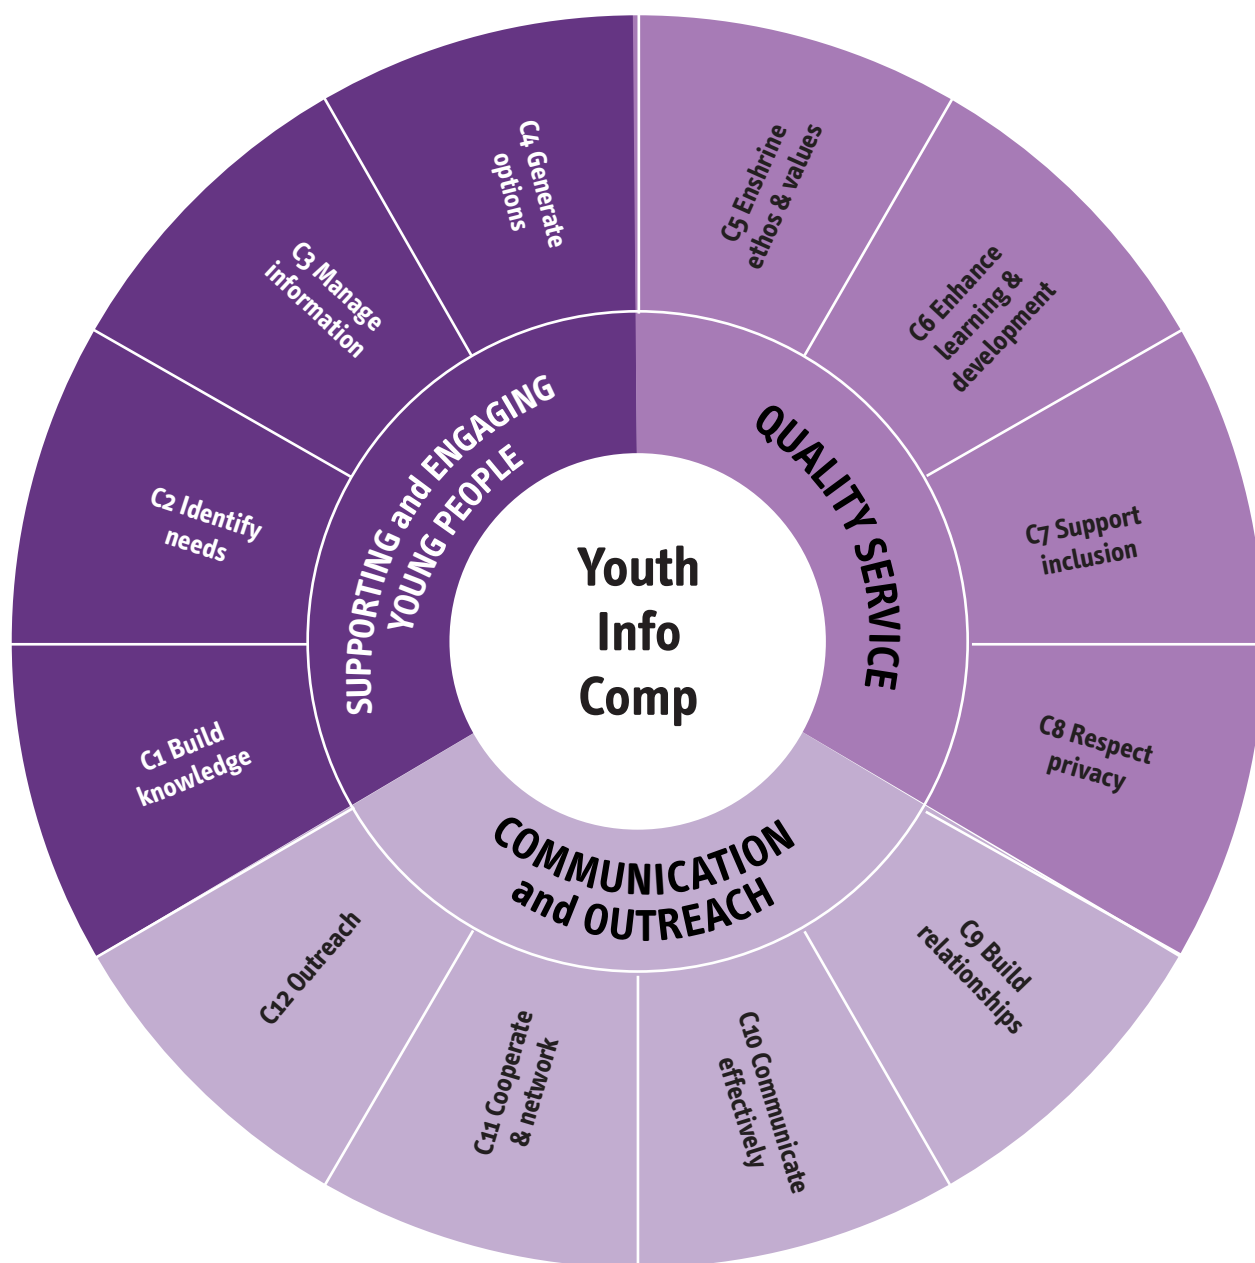 Youth
Info
Comp
SUPPORTING and ENGAGING
YOUNG PEOPLE
C1 Build
knowledge
C2 Identify
needs
C3 Manage
information
C4 Generate
options
QUALITY SERVICE
C5 Enshrine
ethos & values
C6 Enhance
learning &
development
C7 Support
inclusion
C8 Respect
privacy
COMMUNICATION
and OUTREACH
C9 Build
relationships
C10 Communicate
effectively
C11 Cooperate
& network
C12 Outreach